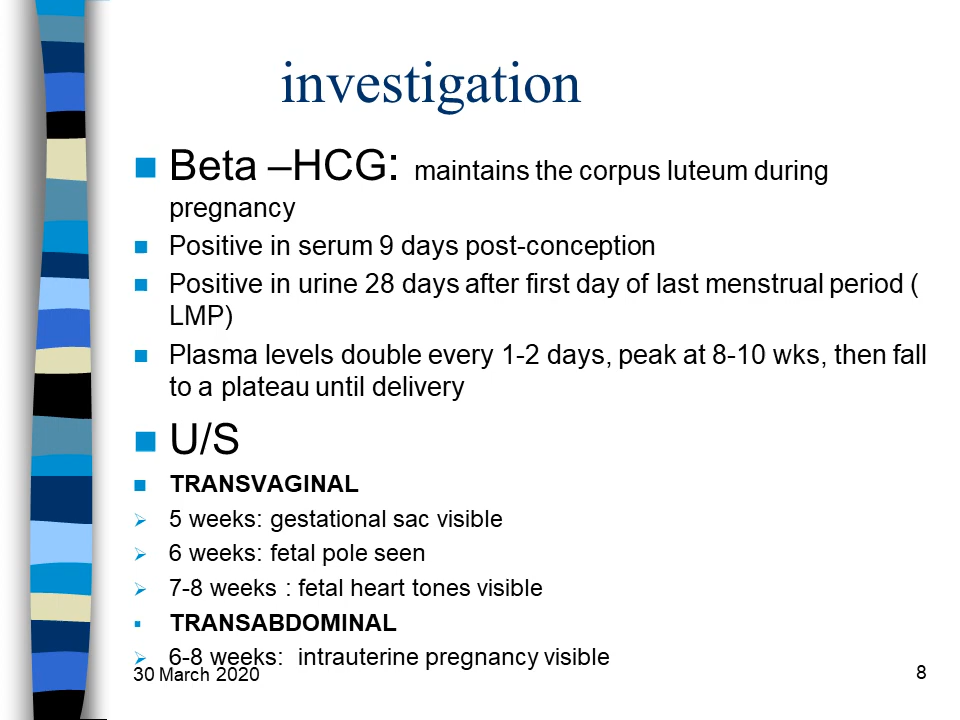 investigation
Beta –HCG: maintains the corpus luteum during
pregnancy
Positive in serum 9 days post-conception
Positive in urine 28 days after first day of last menstrual period (
LMP)
Plasma levels double every 1-2 days, peak at 8-10 wks, then fall
to a plateau until delivery
U/S
TRANSVAGINAL
5 weeks: gestational sac visible
6 weeks: fetal pole seen
7-8 weeks : fetal heart tones visible
TRANSABDOMINAL
6-8 weeks: intrauterine pregnancy visible
30 March 2020
8